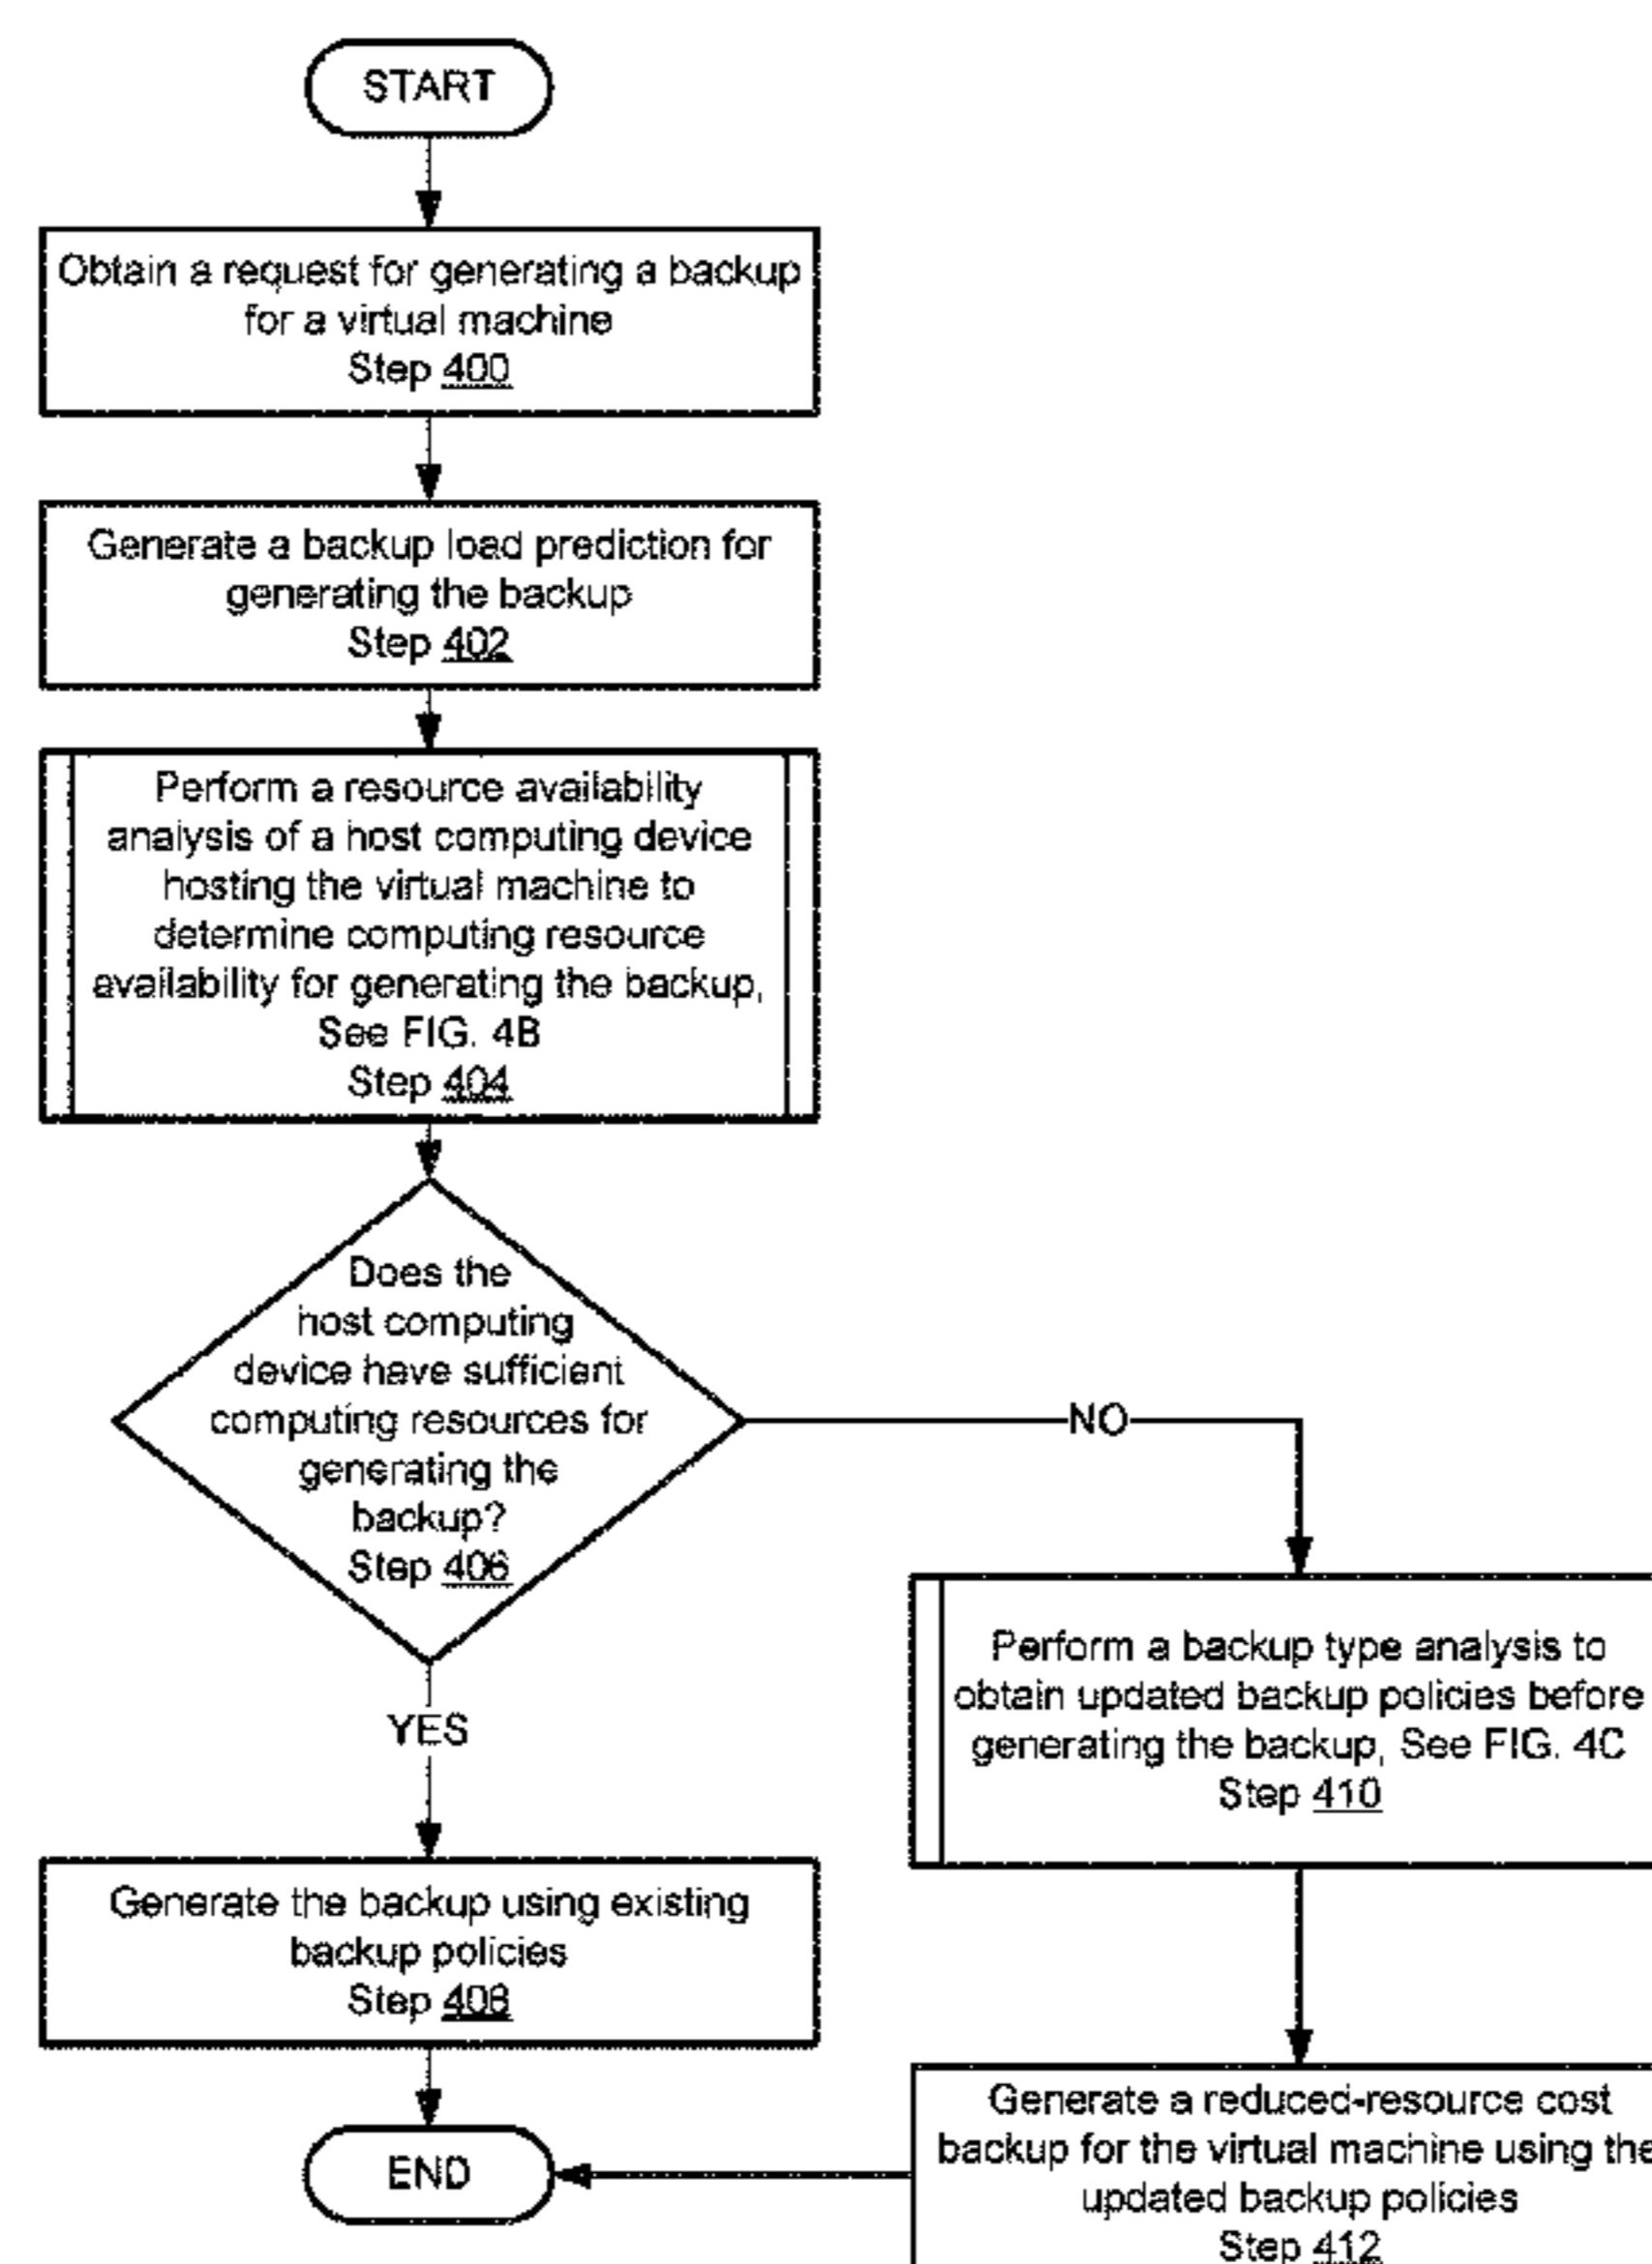 START
Obtain a request for generating a backup
for a virtual machine
Step 400
Generate a backup load prediction for
generating the backup
Step 402
Perform a resource availability
analysis of a host computing device
hosting the virtual machine to
determine computing resource
availability for generating the backup,
See FIG. 4B
Step 404
Does the
host computing
device have sufficient
computing resources for
generating the
backup?
Step 406
NO
YES
Perform a backup type analysis to
obtain updated backup policies before
generating the backup, See FIG. 4C
Step 410
Generate the backup using existing
backup policies
Step 408
Generate a reduced-resource cost
backup for the virtual machine using the
updated backup policies
Step 412
END